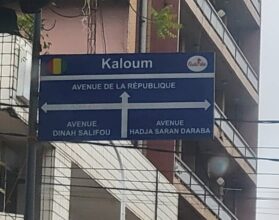 Kaloum
AVENUE DE LA RÉPUBLIQUE
AVENUE
DINAH SALIFOU
AVENUE
HADJA SARAN DARABA